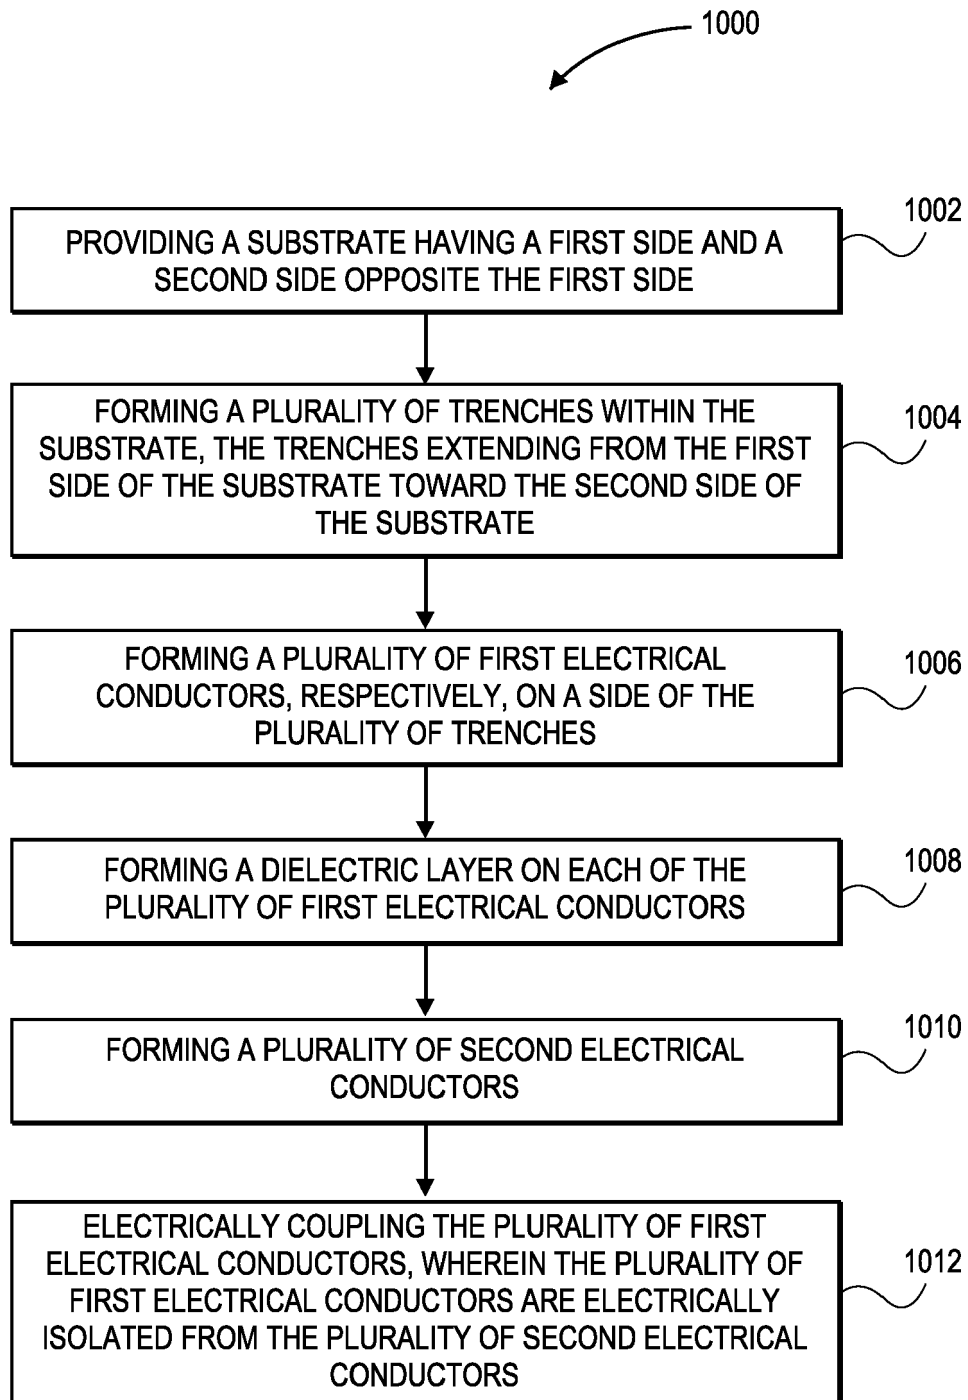 1000
1002
PROVIDING A SUBSTRATE HAVING A FIRST SIDE AND A
SECOND SIDE OPPOSITE THE FIRST SIDE
1004
FORMING A PLURALITY OF TRENCHES WITHIN THE
SUBSTRATE, THE TRENCHES EXTENDING FROM THE FIRST
SIDE OF THE SUBSTRATE TOWARD THE SECOND SIDE OF
THE SUBSTRATE
1006
FORMING A PLURALITY OF FIRST ELECTRICAL
CONDUCTORS, RESPECTIVELY, ON A SIDE OF THE
PLURALITY OF TRENCHES
1008
FORMING A DIELECTRIC LAYER ON EACH OF THE
PLURALITY OF FIRST ELECTRICAL CONDUCTORS
1010
FORMING A PLURALITY OF SECOND ELECTRICAL
CONDUCTORS
1012
ELECTRICALLY COUPLING THE PLURALITY OF FIRST
ELECTRICAL CONDUCTORS, WHEREIN THE PLURALITY OF
FIRST ELECTRICAL CONDUCTORS ARE ELECTRICALLY
ISOLATED FROM THE PLURALITY OF SECOND ELECTRICAL
CONDUCTORS